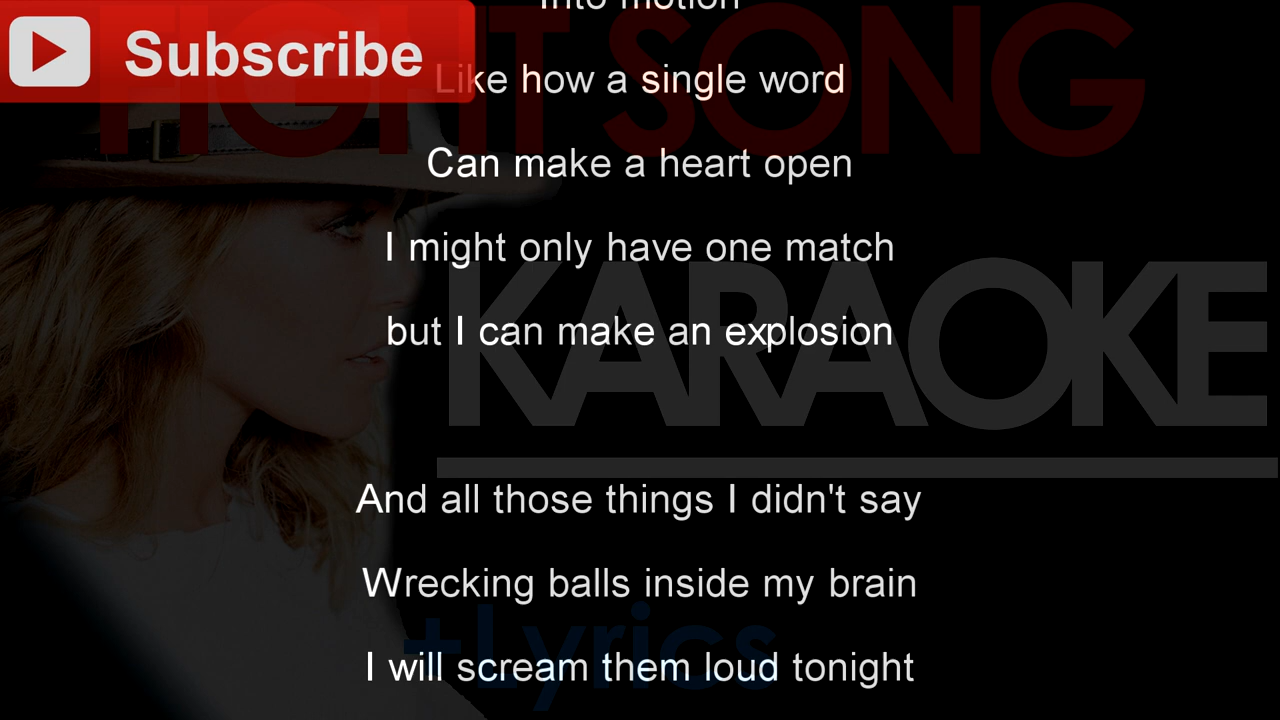 Into motion
Subscribe
FIGHT SONG
Like how a single word
Can make a heart open
I might only have one match
KARAOKE
but I can make an explosion
And all those things I didn't say
Wrecking balls inside my brain
+Lyrics
I will scream them loud tonight